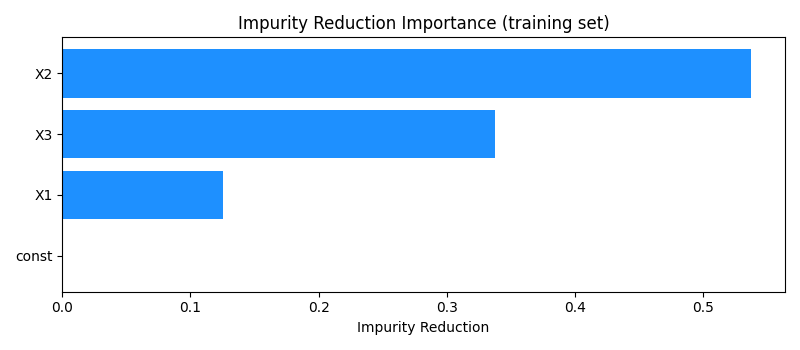 Impurity Reduction Importance (training set)
X2
X3
X1
const
0.0 0.1 0.2 0.3 0.4 0.5
Impurity Reduction